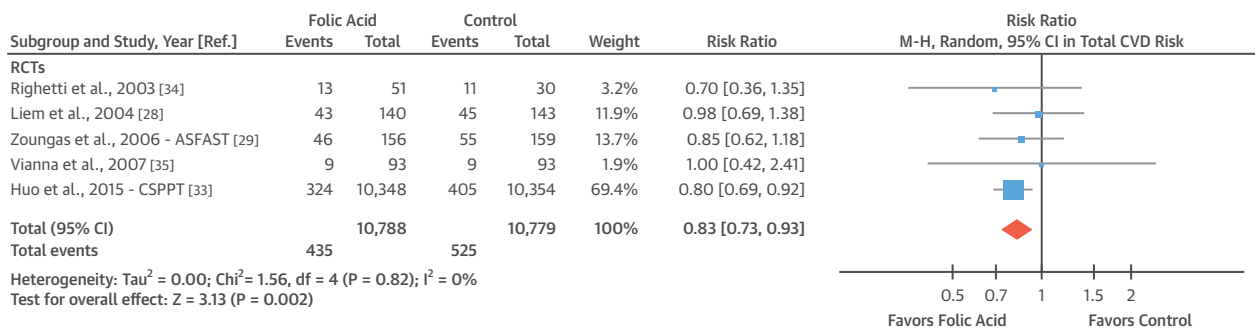 Folic Acid Control Risk Ratio
Subgroup and Study, Year [Ref.] Events Total Events Total Weight Risk Ratio M-H, Random, 95% CI in Total CVD Risk
RCTs
Righetti et al., 2003 [34] 13 51 11 30 3.2% 0.70 [0.36, 1.35]
Liem et al., 2004 [28] 43 140 45 143 11.9% 0.98 [0.69, 1.38]
Zoungas et al., 2006 - ASFAST [29] 46 156 55 159 13.7% 0.85 [0.62, 1.18]
Vianna et al., 2007 [35] 9 93 9 93 1.9% 1.00 [0.42, 2.41]
Huo et al., 2015 - CSPPT [33] 324 10,348 405 10,354 69.4% 0.80 [0.69, 0.92]
Total (95% CI) 10,788 10,779 100% 0.83 [0.73, 0.93]
Total events 435 525
Heterogeneity: Tau² = 0.00; Chi²= 1.56, df = 4 (P = 0.82); I² = 0%
Test for overall effect: Z = 3.13 (P = 0.002)
0.5 0.7 1 1.5 2
Favors Folic Acid Favors Control